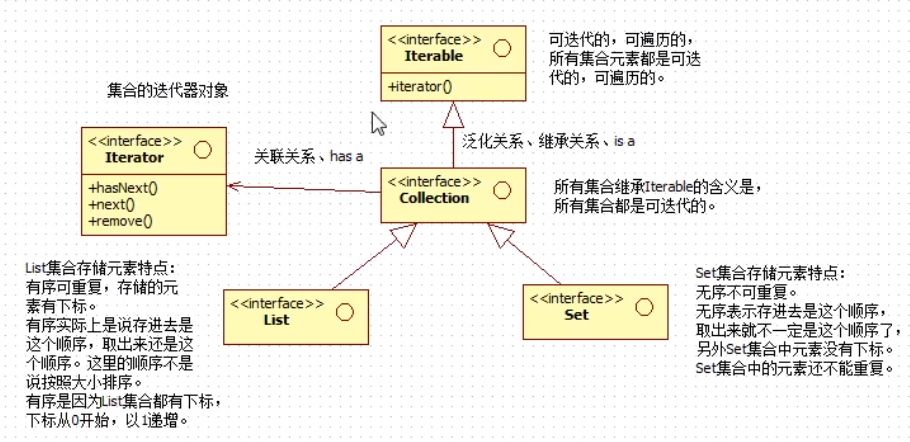 <<interface>>
Iterable
+iterator()
可迭代的，可遍历的，
所有集合元素都是可迭
代的，可遍历的。
集合的迭代器对象
<<interface>>
Iterator
+hasNext()
+next()
+remove()
关联关系、has a
泛化关系、继承关系、is a
<<interface>>
Collection
所有集合继承Iterable的含义是，
所有集合都是可迭代的。
List集合存储元素特点：
有序可重复，存储的元
素有下标。
有序实际上是说存进去是
这个顺序，取出来还是这
个顺序。这里的顺序不是
说按照大小排序。
有序是因为List集合都有下标，
下标从0开始，以1递增。
<<interface>>
List
<<interface>>
Set
Set集合存储元素特点：
无序不可重复。
无序表示存进去是这个顺序，
取出来就不一定是这个顺序了，
另外Set集合中元素没有下标。
Set集合中的元素还不能重复。